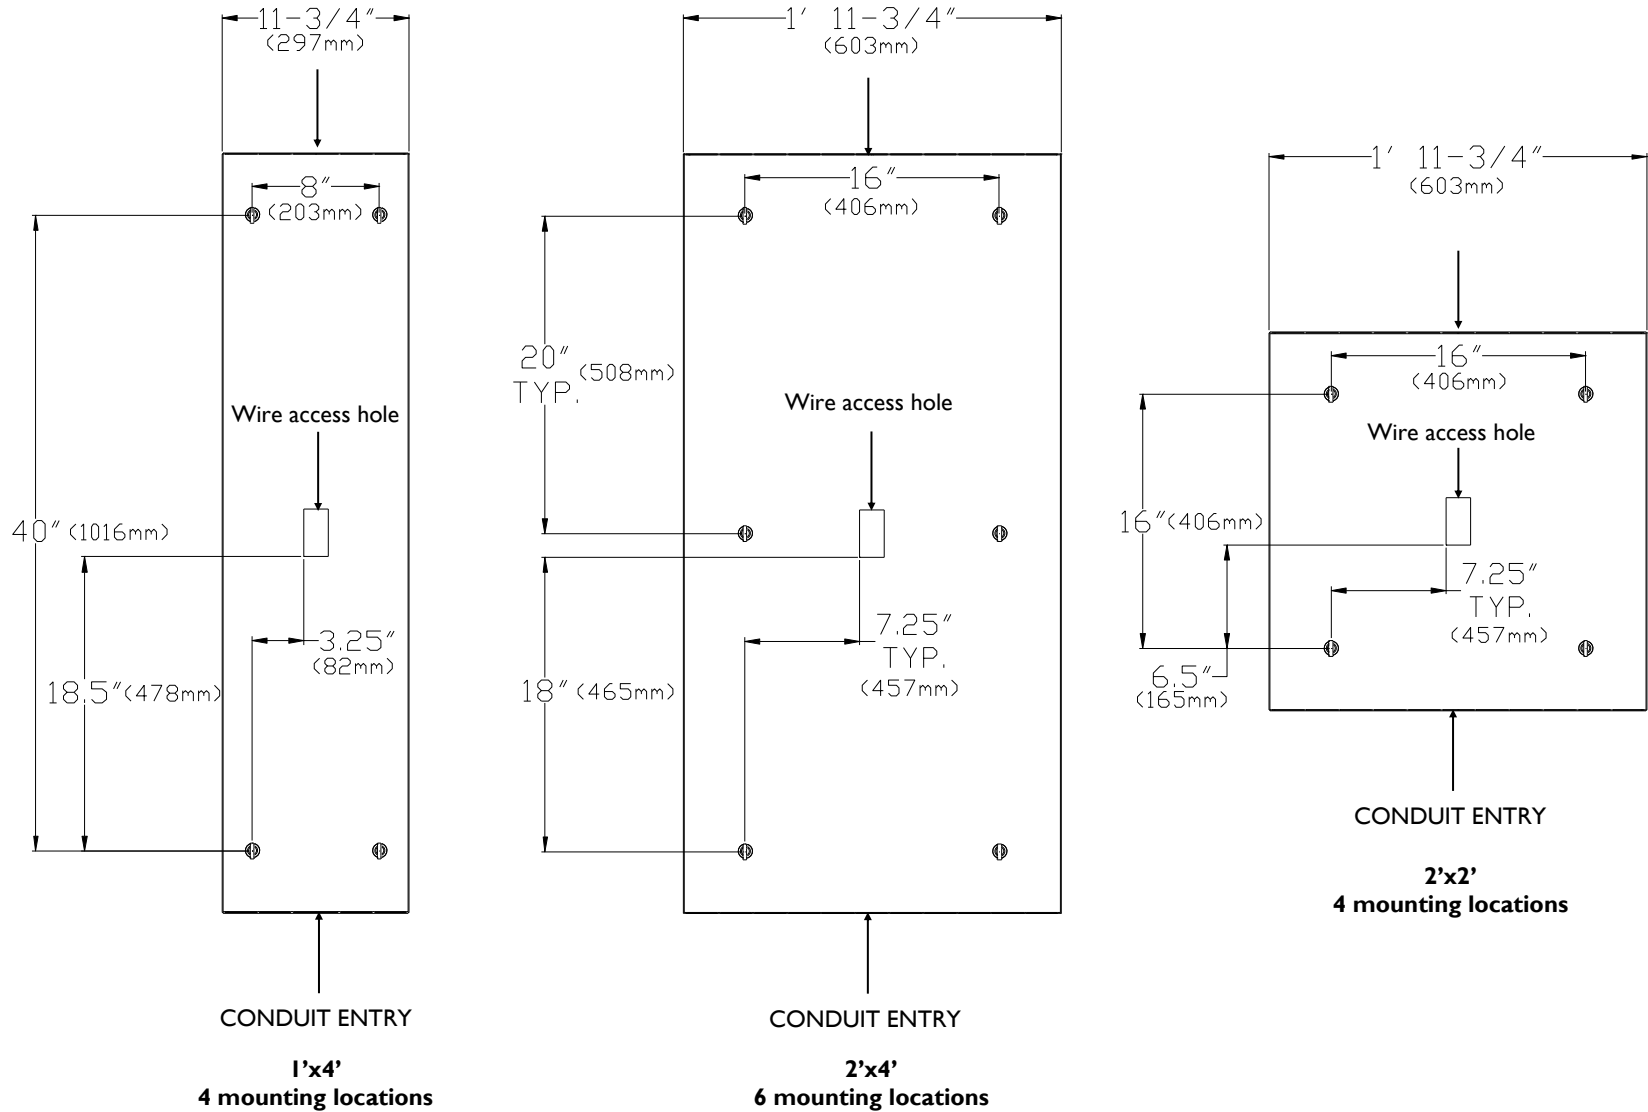 11-3/4"
(297mm)
8"
(203mm)
Wire access hole
40" (1016mm)
3.25"
(82mm)
18.5" (478mm)
CONDUIT ENTRY
1'x4'
4 mounting locations
1' 11-3/4"
(603mm)
16"
(406mm)
20"
TYP.
(508mm)
Wire access hole
7.25"
TYP.
(457mm)
18" (465mm)
CONDUIT ENTRY
2'x4'
6 mounting locations
1' 11-3/4"
(603mm)
16"
(406mm)
Wire access hole
16" (406mm)
7.25"
TYP.
(457mm)
6.5"
(165mm)
CONDUIT ENTRY
2'x2'
4 mounting locations